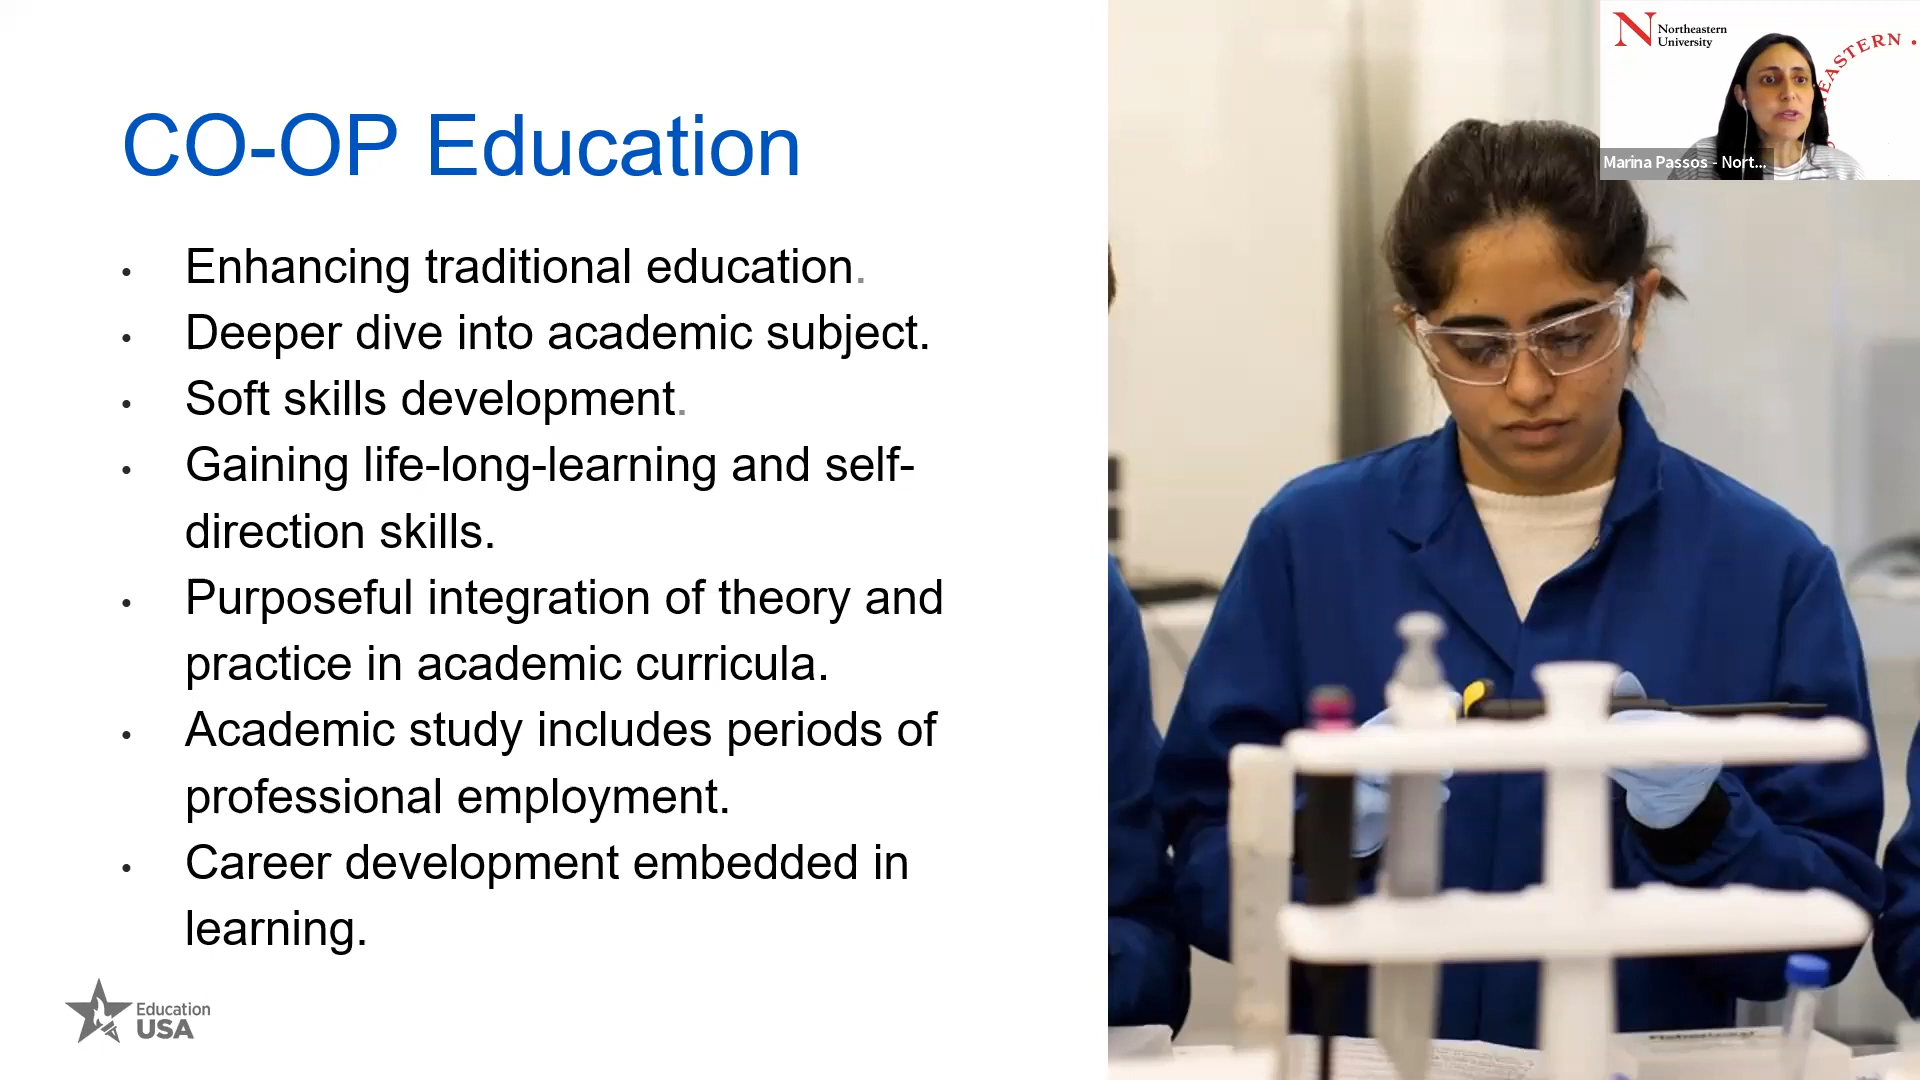 CO-OP Education
• Enhancing traditional education.
• Deeper dive into academic subject.
• Soft skills development.
• Gaining life-long-learning and self-
direction skills.
• Purposeful integration of theory and
practice in academic curricula.
• Academic study includes periods of
professional employment.
• Career development embedded in
learning.
Education
USA
N Northeastern
University
EASTERN
Marina Passos - Nort...